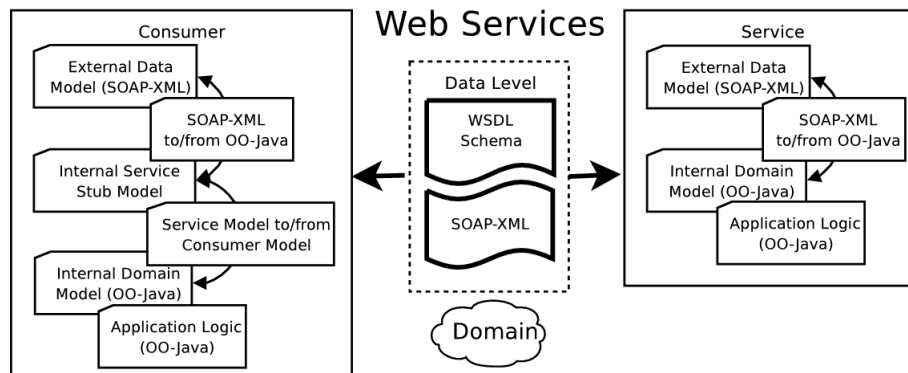 Web Services
Consumer
External Data
Model (SOAP-XML)
SOAP-XML
to/from OO-Java
Internal Service
Stub Model
Service Model to/from
Consumer Model
Internal Domain
Model (OO-Java)
Application Logic
(OO-Java)
Data Level
WSDL
Schema
SOAP-XML
Domain
Service
External Data
Model (SOAP-XML)
SOAP-XML
to/from OO-Java
Internal Domain
Model (OO-Java)
Application Logic
(OO-Java)